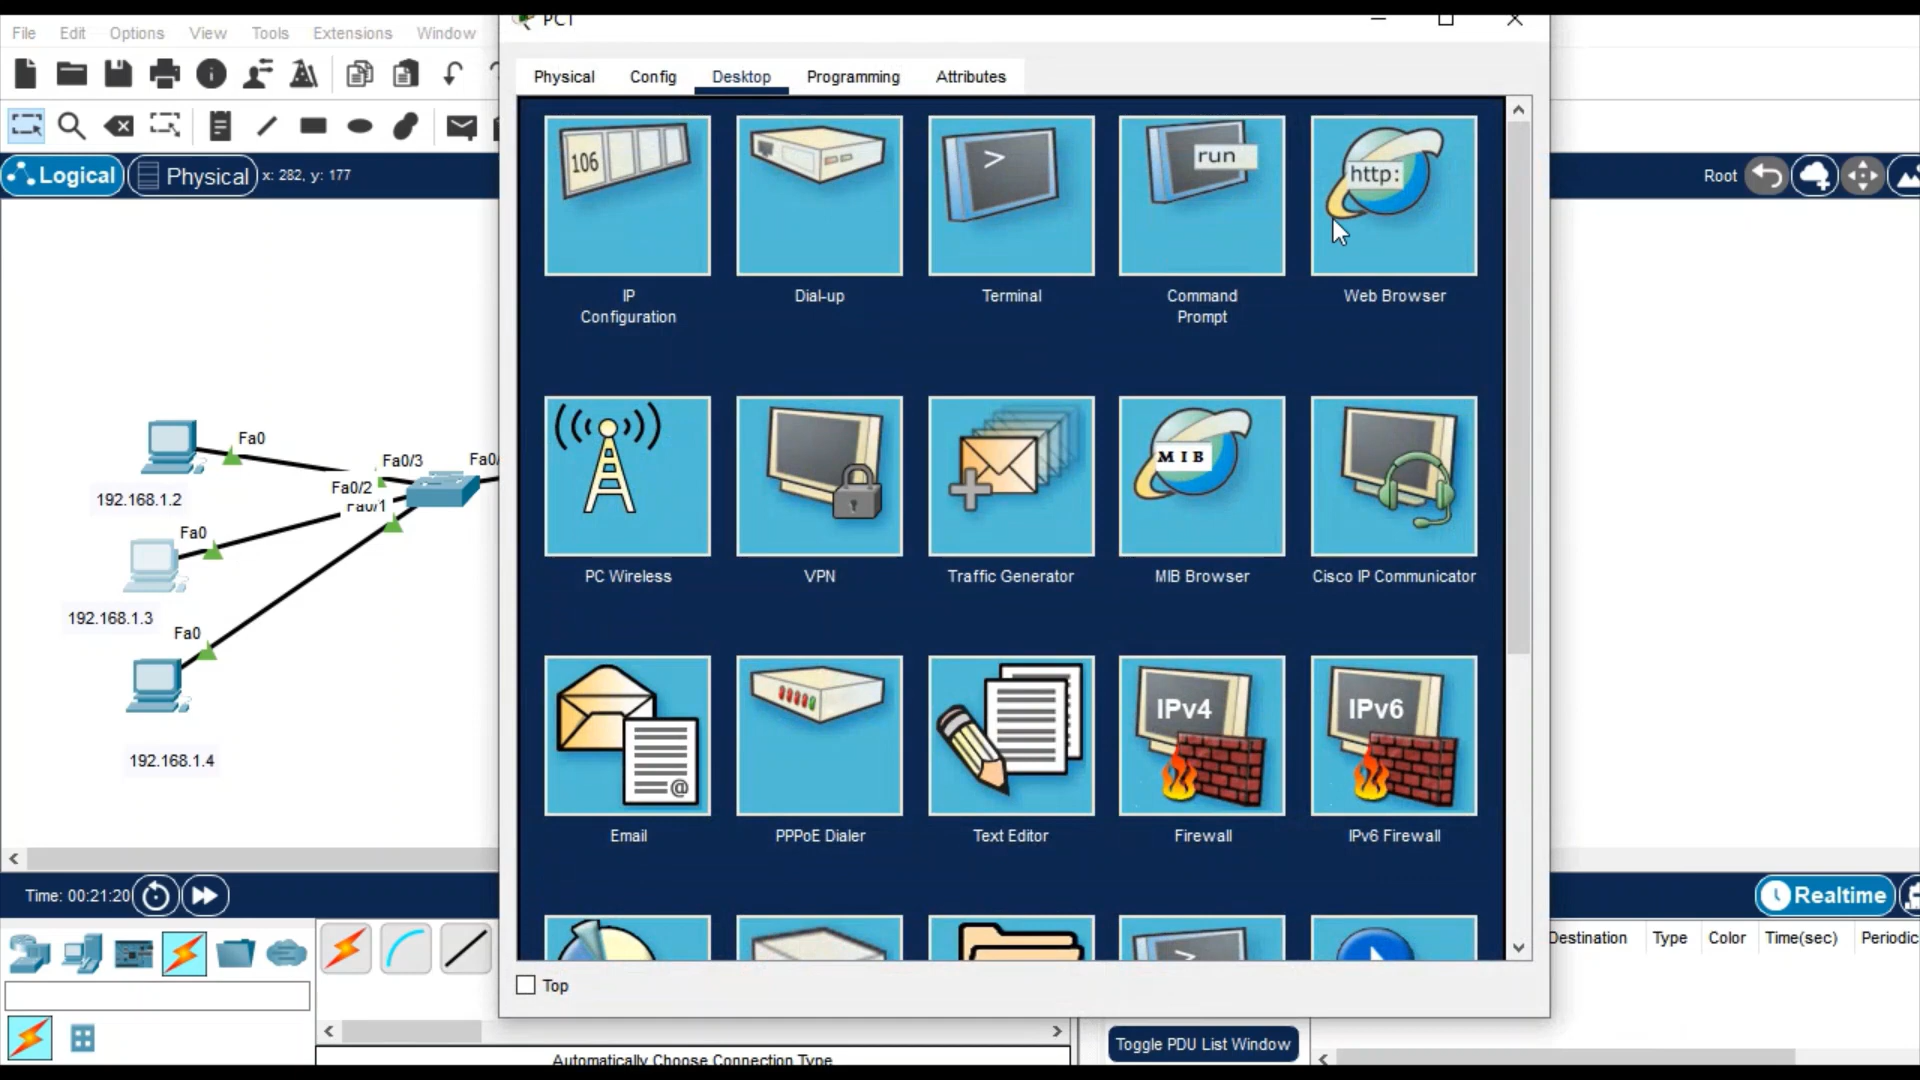 PCT
File Edit Options View Tools Extensions Window
Physical Config Desktop Programming Attributes
Logical Physical x: 282, y: 177
Root
106
>
run
http:
IP
Configuration
Dial-up
Terminal
Command
Prompt
Web Browser
MIB
PC Wireless
VPN
Traffic Generator
MIB Browser
Cisco IP Communicator
@
IPv4
IPv6
Email
PPPoE Dialer
Text Editor
Firewall
IPv6 Firewall
Fa0
Fa0/3
Fa0/
192.168.1.2
Fa0/2
Fa0/1
Fa0
192.168.1.3
Fa0
192.168.1.4
Time: 00:21:20
Realtime
Destination Type Color Time(sec) Periodic
Top
Toggle PDU List Window
Automatically Choose Connection Type